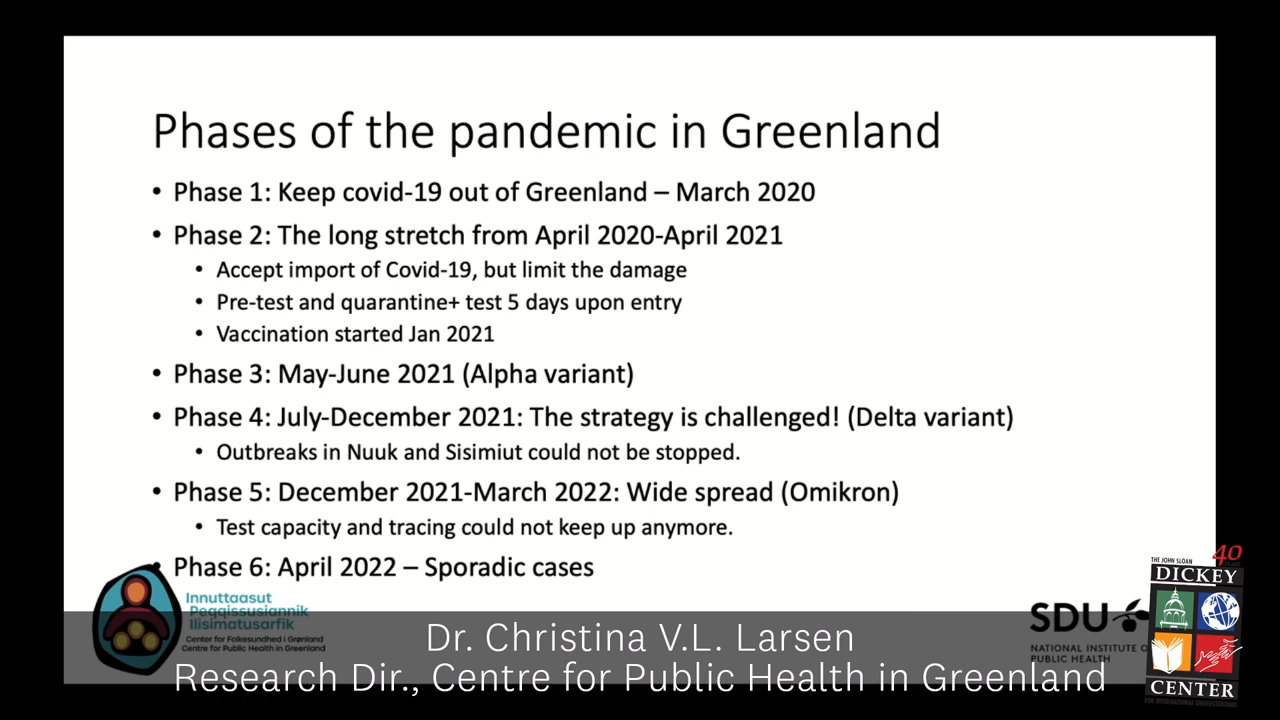 Phases of the pandemic in Greenland
• Phase 1: Keep covid-19 out of Greenland – March 2020
• Phase 2: The long stretch from April 2020-April 2021
• Accept import of Covid-19, but limit the damage
• Pre-test and quarantine+ test 5 days upon entry
• Vaccination started Jan 2021
• Phase 3: May-June 2021 (Alpha variant)
• Phase 4: July-December 2021: The strategy is challenged! (Delta variant)
• Outbreaks in Nuuk and Sisimiut could not be stopped.
• Phase 5: December 2021-March 2022: Wide spread (Omikron)
• Test capacity and tracing could not keep up anymore.
• Phase 6: April 2022 – Sporadic cases
Innuttaasut
Peqqissusiannik
Ilisimatusarfik
Center for Folkesundhed i Grønland
Centre for Public Health in Greenland
SDU
NATIONAL INSTITUTE O
PUBLIC HEALTH
40
THE JOHN SLOAN
DICKEY
CENTER
FOR INTERNATIONAL UNDERSTANDING
Dr. Christina V.L. Larsen
Research Dir., Centre for Public Health in Greenland